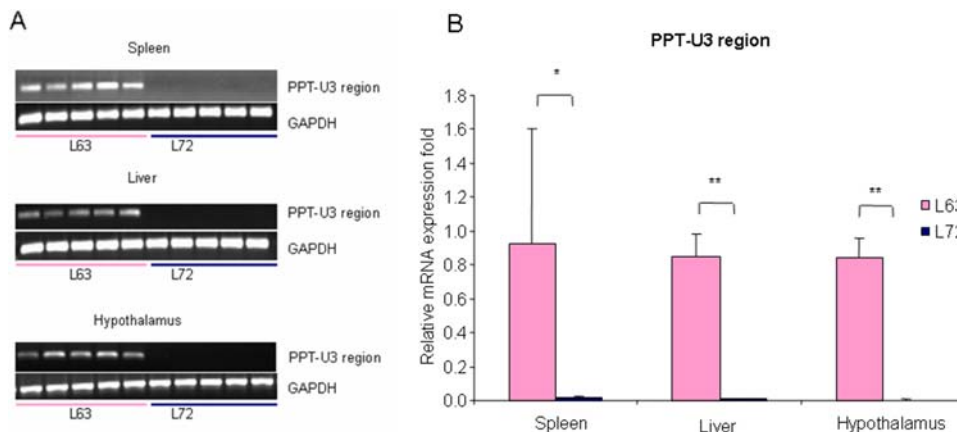 A
Spleen
PPT-U3 region
GAPDH
L63 L72
Liver
PPT-U3 region
GAPDH
L63 L72
Hypothalamus
PPT-U3 region
GAPDH
L63 L72
B
PPT-U3 region
Relative mRNA expression fold
1.8
1.6
1.4
1.2
1.0
0.8
0.6
0.4
0.2
0.0
*
**
**
L63
L72
Spleen Liver Hypothalamus